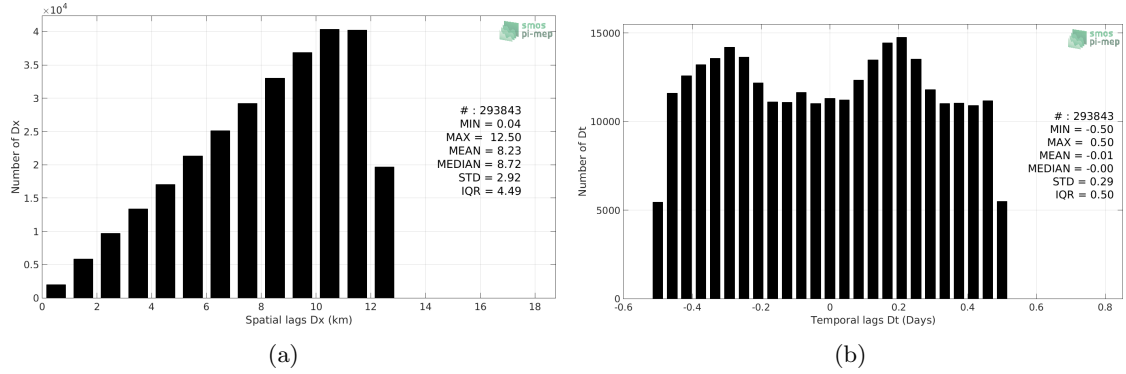 ×10⁴
4
3.5
3
2.5
2
1.5
1
0.5
0
Number of Dx
0 2 4 6 8 10 12 14 16 18
Spatial lags Dx (km)
smos
pi-mep
# : 293843
MIN = 0.04
MAX = 12.50
MEAN = 8.23
MEDIAN = 8.72
STD = 2.92
IQR = 4.49
(a)
15000
10000
5000
0
Number of Dt
-0.6 -0.4 -0.2 0 0.2 0.4 0.6 0.8
Temporal lags Dt (Days)
smos
pi-mep
# : 293843
MIN = -0.50
MAX = 0.50
MEAN = -0.01
MEDIAN = -0.00
STD = 0.29
IQR = 0.50
(b)